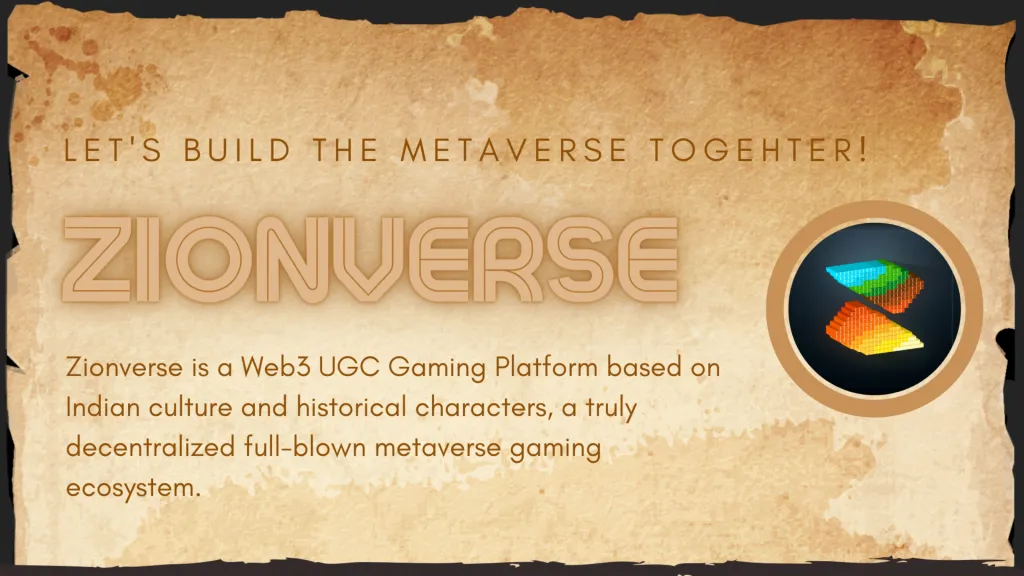 LET'S BUILD THE METAVERSE TOGEHTER!
ZIONVERSE
Zionverse is a Web3 UGC Gaming Platform based on
Indian culture and historical characters, a truly
decentralized full-blown metaverse gaming
ecosystem.